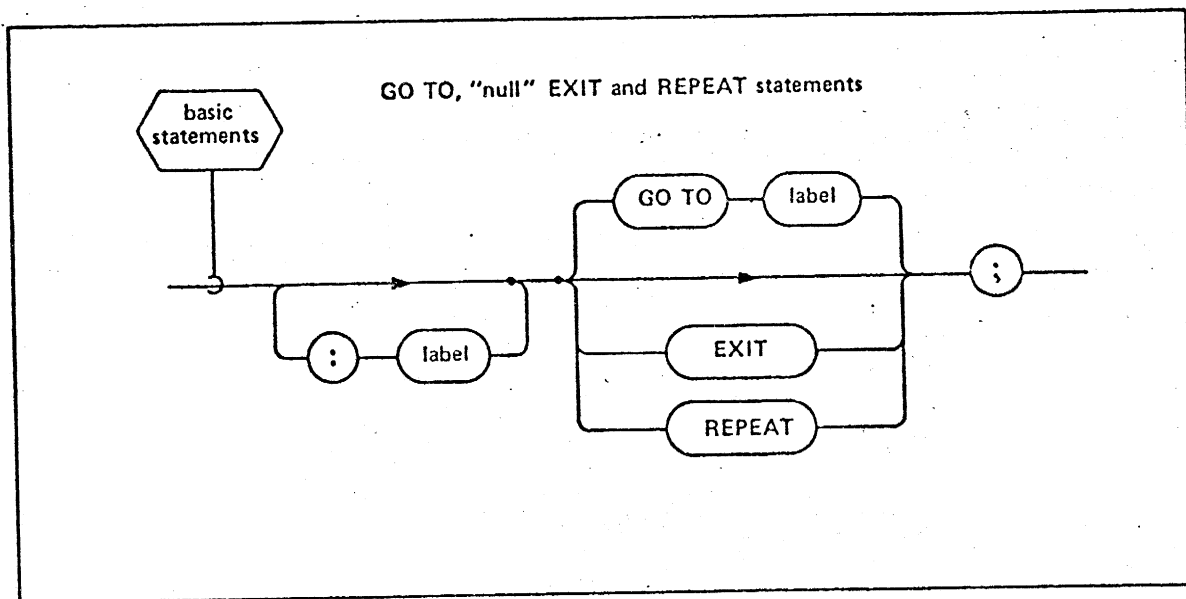 GO TO, "null" EXIT and REPEAT statements
basic
statements
GO TO
label
;
:
label
EXIT
REPEAT